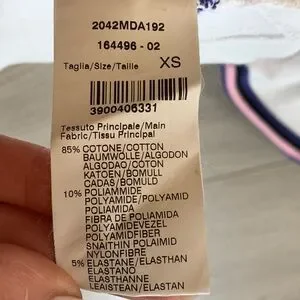 2042MDA192
164496 - 02
Taglia/Size/Taille XS
3900406331
Tessuto Principale/Main
Fabric/Tissu Principal
85% COTONE/COTTON
BAUMWOLLE/ALGODON
ALGODAO/COTON
KATOEN/BOMULL
CADAS/BOMULD
10% POLIAMMIDE
POLYAMIDE/POLYAMID
POLIAMIDA
FIBRA DE POLIAMIDA
POLYAMIDEVEZEL
POLYAMIDFIBER
SNAITHIN POLAIMID
NYLONFIBRE
5% ELASTANE/ELASTHAN
ELASTANO
ELASTHANNE
LEAISTEAN/ELASTAN